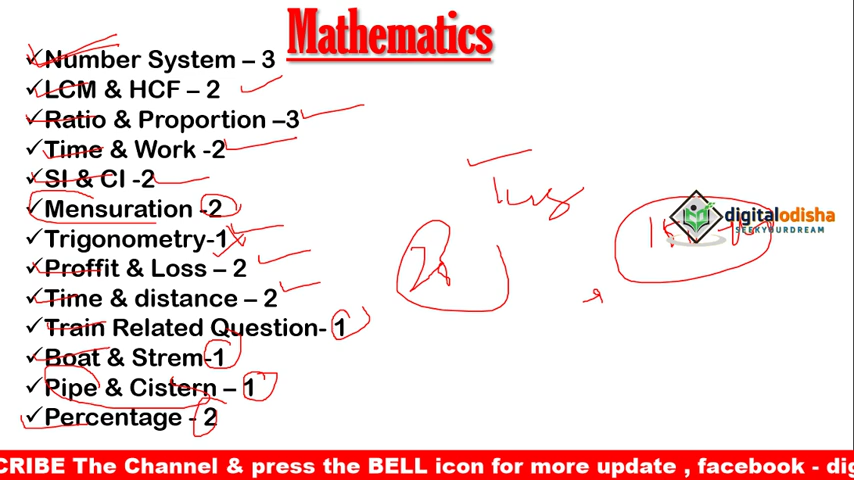 Mathematics
✓Number System – 3
✓LCM & HCF – 2
✓Ratio & Proportion –3
✓Time & Work -2
✓SI & CI -2
✓Mensuration -2
✓Trigonometry-1
✓Proffit & Loss – 2
✓Time & distance – 2
✓Train Related Question- 1
✓Boat & Strem-1
✓Pipe & Cistern – 1
✓Percentage - 2
digitalodisha
SEEKYOURDREAM
CRIBE The Channel & press the BELL icon for more update , facebook - dig